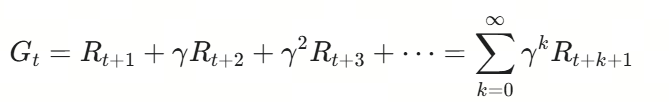 $G_t = R_{t+1} + \gamma R_{t+2} + \gamma^2 R_{t+3} + \cdots = \sum_{k=0}^{\infty} \gamma^k R_{t+k+1}$